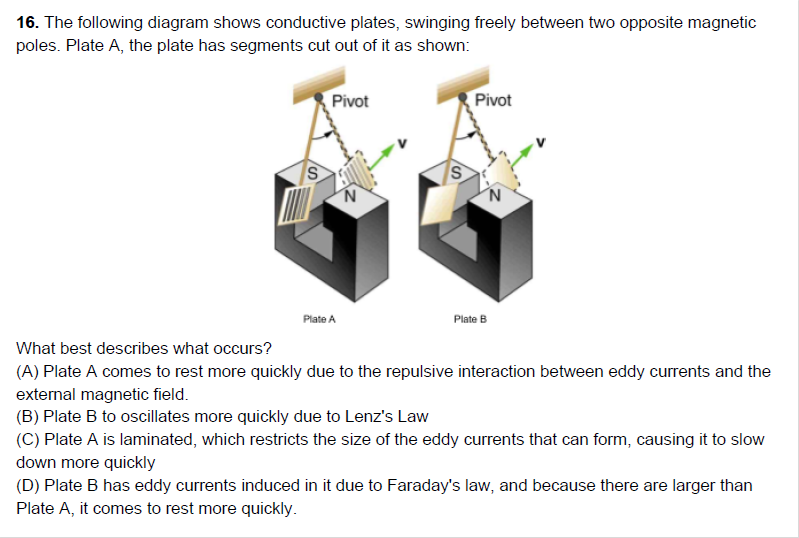 16. The following diagram shows conductive plates, swinging freely between two opposite magnetic
poles. Plate A, the plate has segments cut out of it as shown:
Pivot
Pivot
V
V
S
S
N
N
Plate A
Plate B
What best describes what occurs?
(A) Plate A comes to rest more quickly due to the repulsive interaction between eddy currents and the
external magnetic field.
(B) Plate B to oscillates more quickly due to Lenz's Law
(C) Plate A is laminated, which restricts the size of the eddy currents that can form, causing it to slow
down more quickly
(D) Plate B has eddy currents induced in it due to Faraday's law, and because there are larger than
Plate A, it comes to rest more quickly.